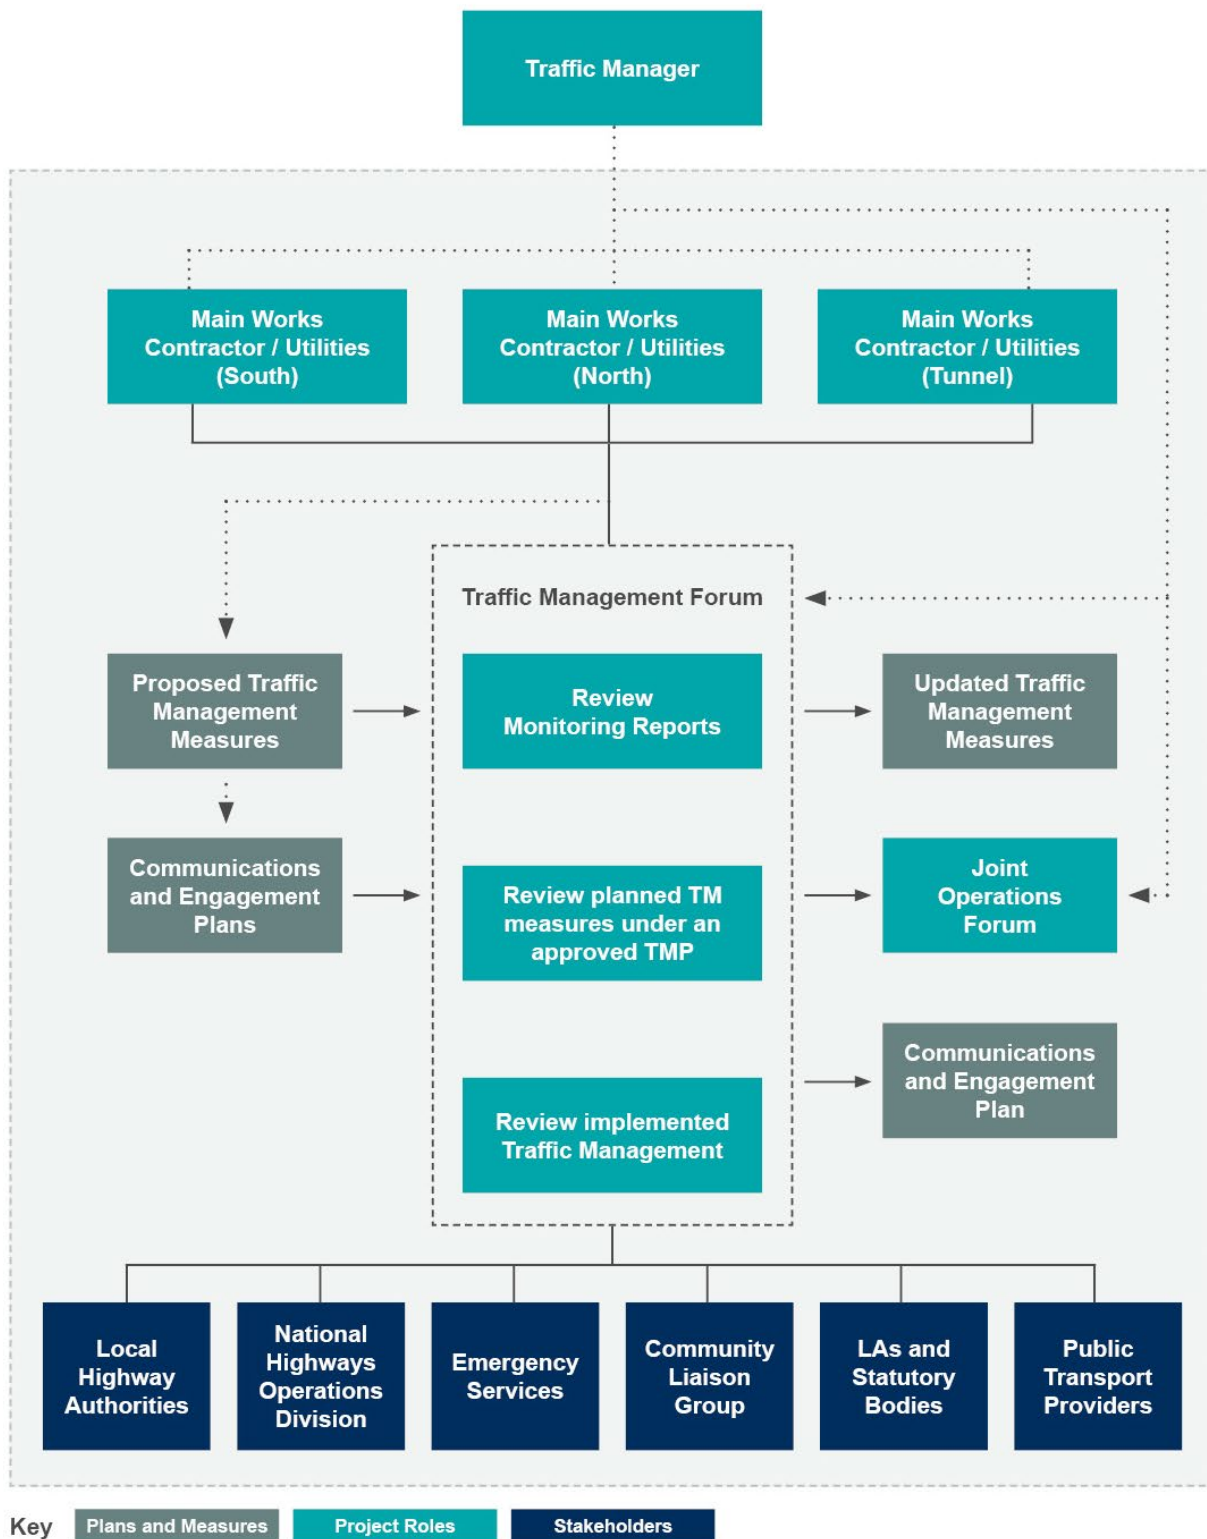 Traffic Manager
Main Works
Contractor / Utilities
(South)
Main Works
Contractor / Utilities
(North)
Main Works
Contractor / Utilities
(Tunnel)
Traffic Management Forum
Proposed Traffic
Management
Measures
Review
Monitoring Reports
Updated Traffic
Management
Measures
Communications
and Engagement
Plans
Review planned TM
measures under an
approved TMP
Joint
Operations
Forum
Communications
and Engagement
Plan
Review implemented
Traffic Management
Local
Highway
Authorities
National
Highways
Operations
Division
Emergency
Services
Community
Liaison
Group
LAs and
Statutory
Bodies
Public
Transport
Providers
Key
Plans and Measures
Project Roles
Stakeholders